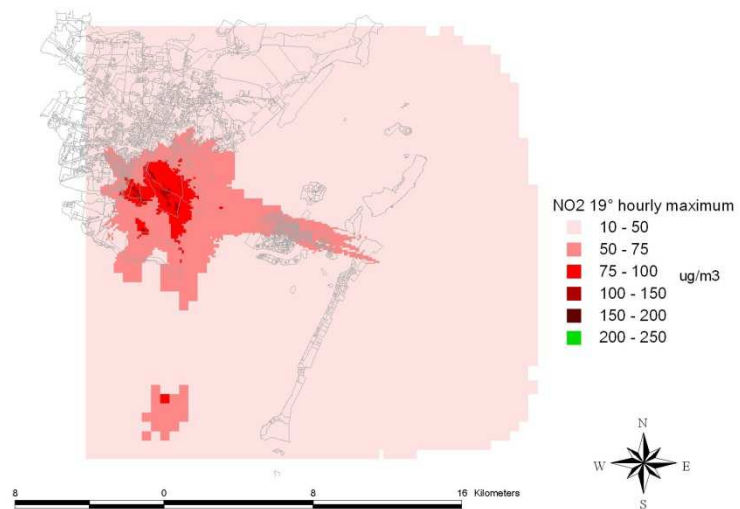 NO2 19° hourly maximum
10 - 50
50 - 75
75 - 100
100 - 150
150 - 200
200 - 250
ug/m3
N
W E
S
8 0 8 16 Kilometers